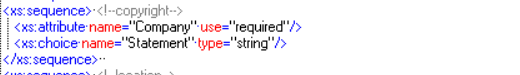 <xs:sequence> <!--copyright-->
<xs:attribute name="Company" use="required"/>
<xs:choice name="Statement" type="string"/>
</xs:sequence>